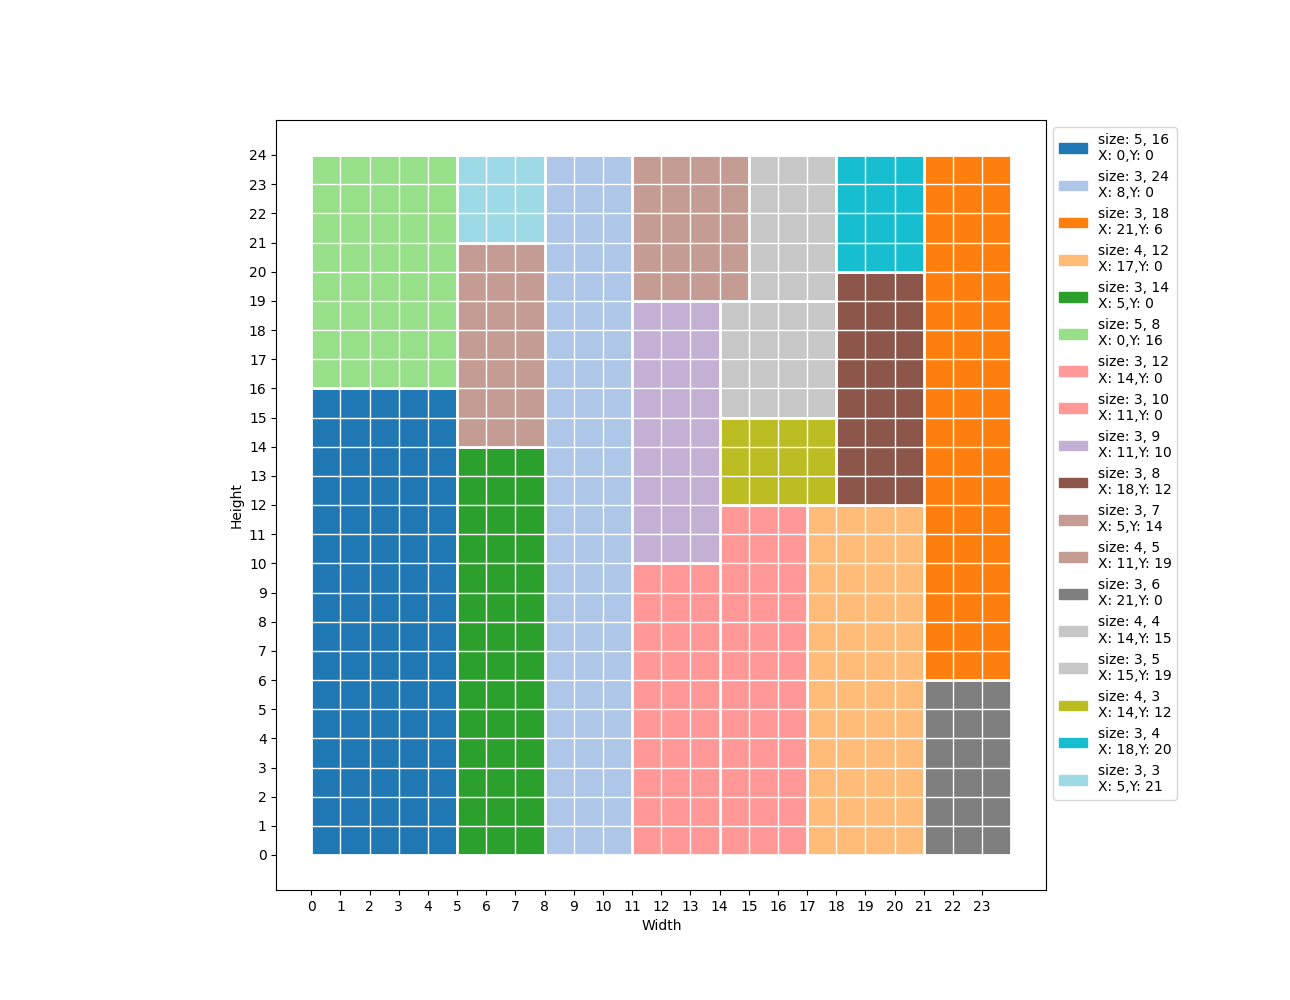 24
23
22
21
20
19
18
17
16
15
14
13
12
11
10
9
8
7
6
5
4
3
2
1
0
Height
0 1 2 3 4 5 6 7 8 9 10 11 12 13 14 15 16 17 18 19 20 21 22 23
Width
size: 5, 16
X: 0,Y: 0
size: 3, 24
X: 8,Y: 0
size: 3, 18
X: 21,Y: 6
size: 4, 12
X: 17,Y: 0
size: 3, 14
X: 5,Y: 0
size: 5, 8
X: 0,Y: 16
size: 3, 12
X: 14,Y: 0
size: 3, 10
X: 11,Y: 0
size: 3, 9
X: 11,Y: 10
size: 3, 8
X: 18,Y: 12
size: 3, 7
X: 5,Y: 14
size: 4, 5
X: 11,Y: 19
size: 3, 6
X: 21,Y: 0
size: 4, 4
X: 14,Y: 15
size: 3, 5
X: 15,Y: 19
size: 4, 3
X: 14,Y: 12
size: 3, 4
X: 18,Y: 20
size: 3, 3
X: 5,Y: 21